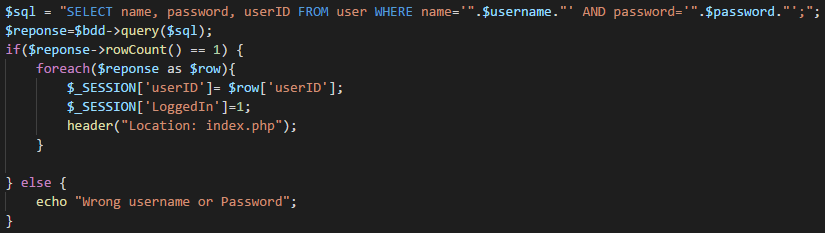 $sql = "SELECT name, password, userID FROM user WHERE name='".$username."' AND password='".$password."';";
$reponse=$bdd->query($sql);
if($reponse->rowCount() == 1) {
    foreach($reponse as $row){
        $_SESSION['userID']= $row['userID'];
        $_SESSION['LoggedIn']=1;
        header("Location: index.php");
    }

} else {
    echo "Wrong username or Password";
}